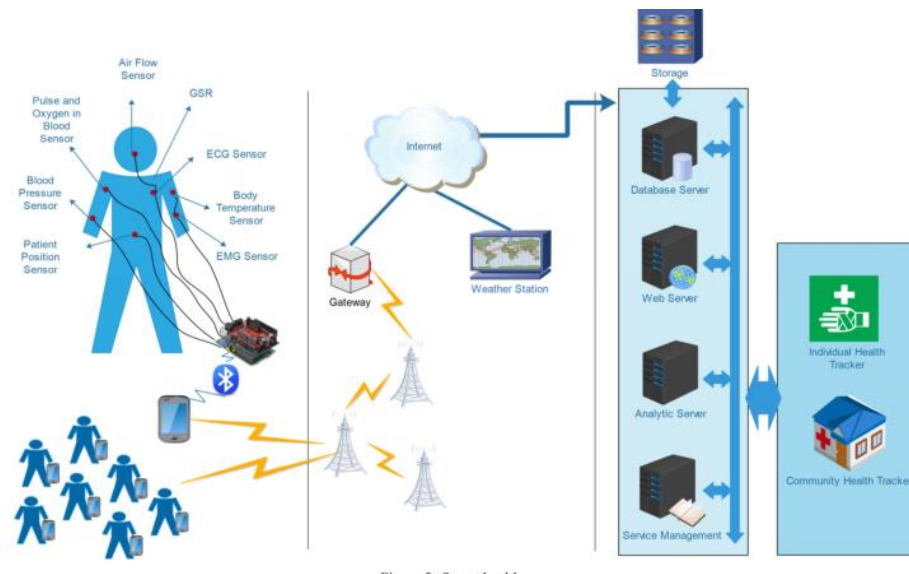 Air Flow
Sensor
GSR
Pulse and
Oxygen in
Blood
Sensor
ECG Sensor
Blood
Pressure
Sensor
Body
Temperature
Sensor
Patient
Position
Sensor
EMG Sensor
Internet
Gateway
Weather Station
Storage
Database Server
Web Server
Analytic Server
Service Management
Individual Health
Tracker
Community Health Tracker